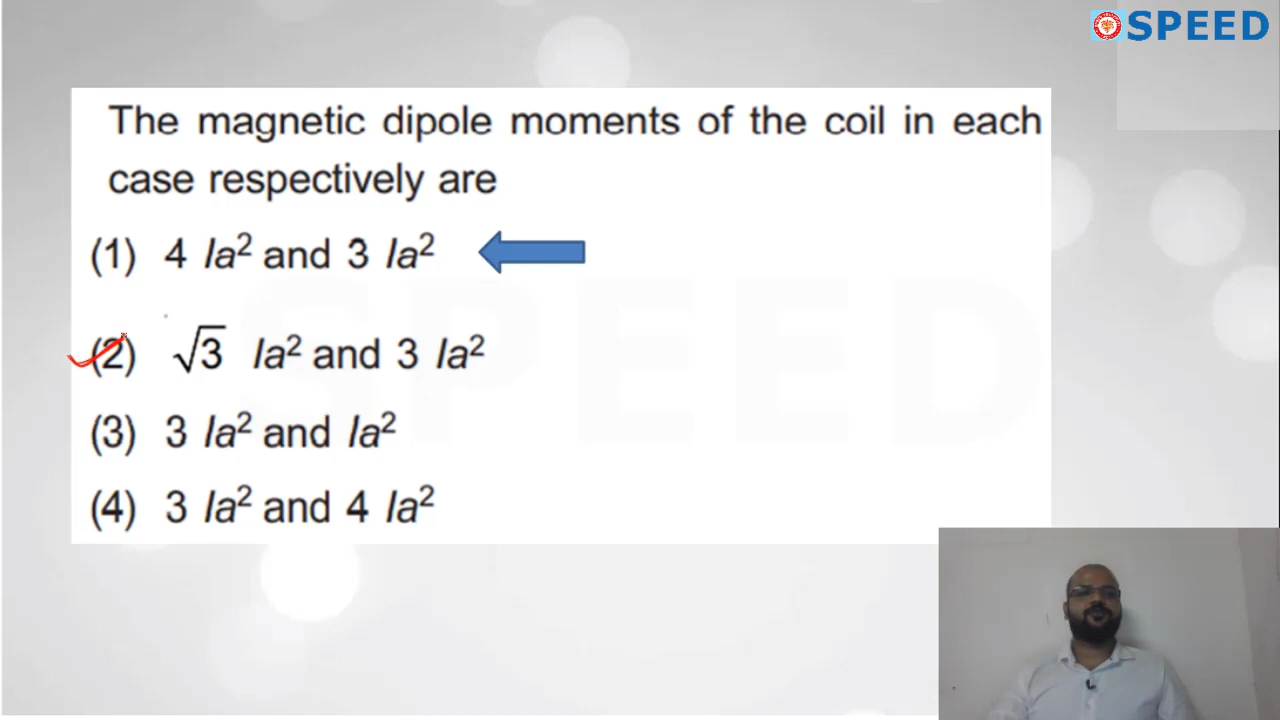 SPEED
The magnetic dipole moments of the coil in each
case respectively are
(1) 4 Ia² and 3 Ia²
(2) √3 Ia² and 3 Ia²
(3) 3 Ia² and Ia²
(4) 3 Ia² and 4 Ia²
SPEED